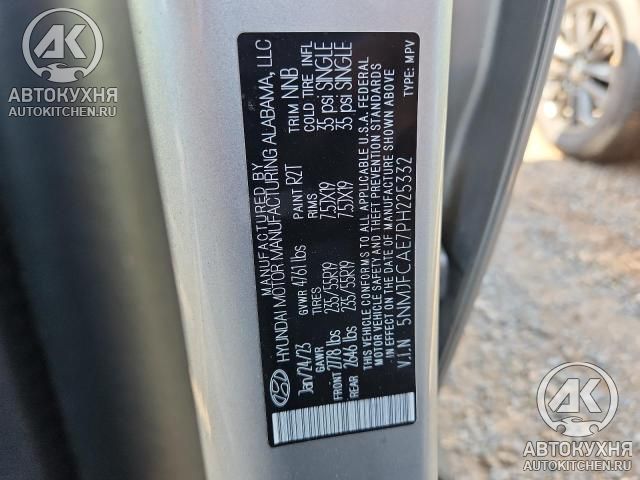 АВТОКУХНЯ
AUTOKITCHEN.RU
MANUFACTURED BY
HYUNDAI MOTOR MANUFACTURING ALABAMA, LLC
Jan/24/23 GVWR 4761 lbs PAINT R2T TRIM NNB
GAWR TIRES RIMS COLD TIRE INFL
FRONT 2778 lbs 235/55R19 7.5JX19 35 psi SINGLE
REAR 2646 lbs 235/55R19 7.5JX19 35 psi SINGLE
THIS VEHICLE CONFORMS TO ALL APPLICABLE U.S.A. FEDERAL
MOTOR VEHICLE SAFETY AND THEFT PREVENTION STANDARDS
IN EFFECT ON THE DATE OF MANUFACTURE SHOWN ABOVE
V.I.N 5NMJFCAE7PH225332 TYPE: MPV
АВТОКУХНЯ
AUTOKITCHEN.RU